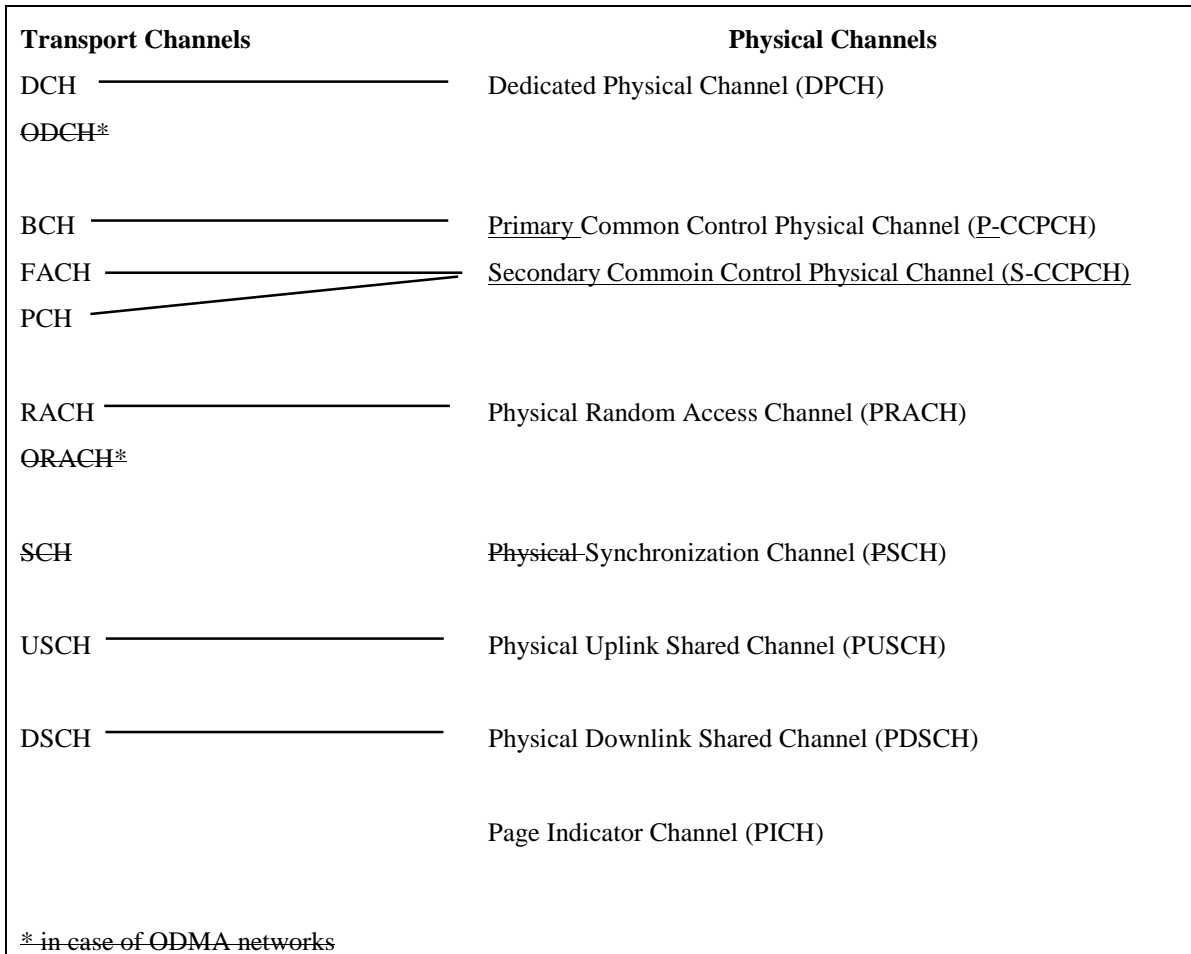 Transport Channels Physical Channels
DCH Dedicated Physical Channel (DPCH)
ODCH*
BCH Primary Common Control Physical Channel (P-CCPCH)
FACH Secondary Commoin Control Physical Channel (S-CCPCH)
PCH
RACH Physical Random Access Channel (PRACH)
ORACH*
SCH Physical Synchronization Channel (PSCH)
USCH Physical Uplink Shared Channel (PUSCH)
DSCH Physical Downlink Shared Channel (PDSCH)
Page Indicator Channel (PICH)
* in case of ODMA networks